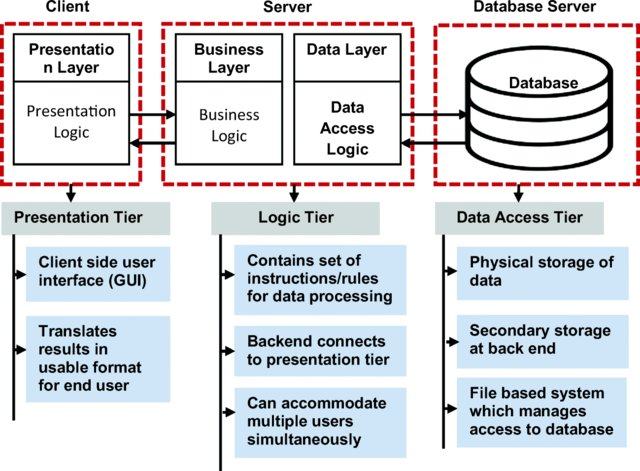 Client
Server
Database Server
Presentatio
n Layer
Presentation
Logic
Business
Layer
Business
Logic
Data Layer
Data
Access
Logic
Database
Presentation Tier
Client side user
interface (GUI)
Translates
results in
usable format
for end user
Logic Tier
Contains set of
instructions/rules
for data processing
Backend connects
to presentation tier
Can accommodate
multiple users
simultaneously
Data Access Tier
Physical storage of
data
Secondary storage
at back end
File based system
which manages
access to database